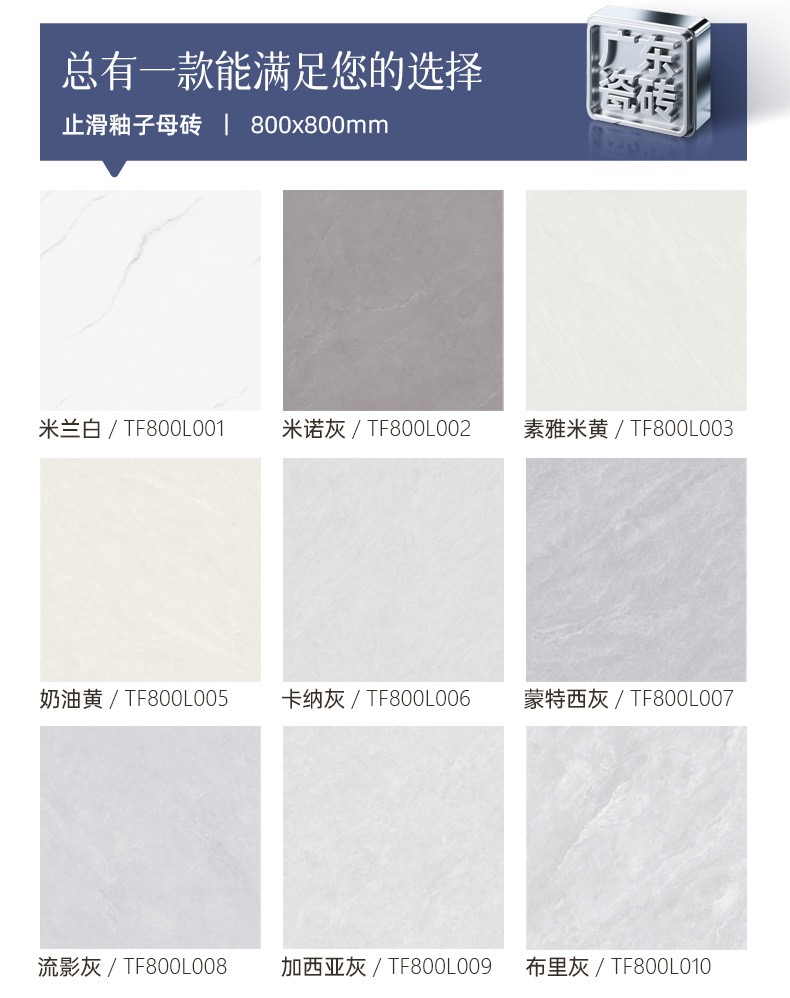 总有一款能满足您的选择
广东
瓷砖
止滑釉子母砖 | 800x800mm
米兰白 / TF800L001
米诺灰 / TF800L002
素雅米黄 / TF800L003
奶油黄 / TF800L005
卡纳灰 / TF800L006
蒙特西灰 / TF800L007
流影灰 / TF800L008
加西亚灰 / TF800L009
布里灰 / TF800L010